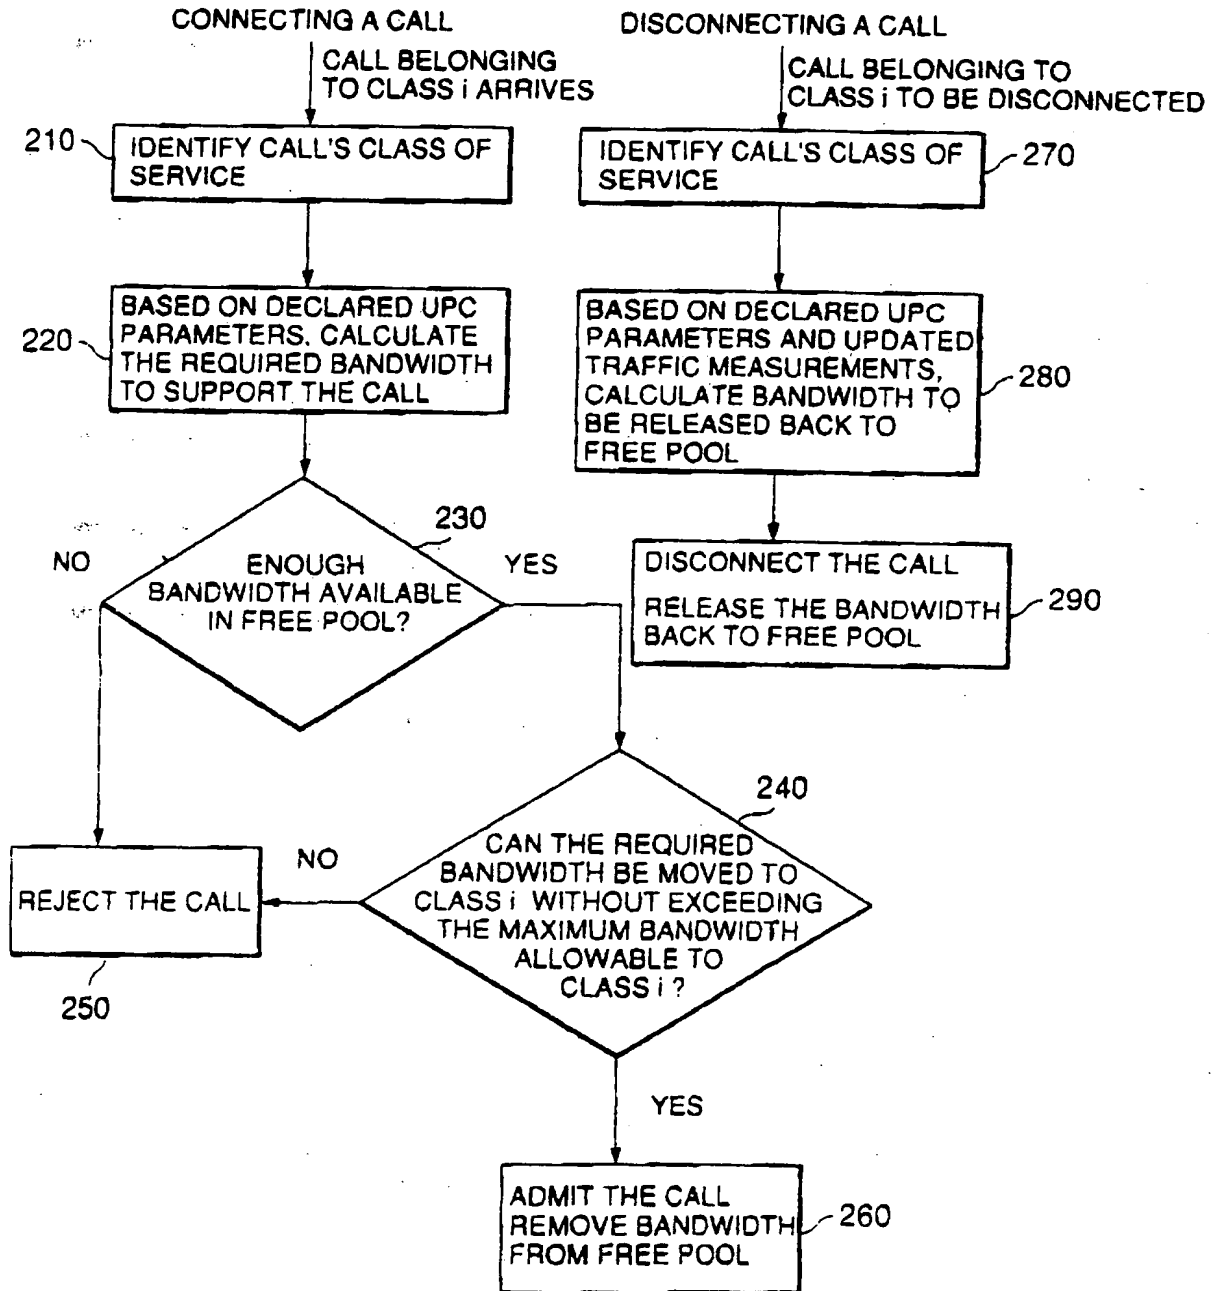 CONNECTING A CALL
CALL BELONGING
TO CLASS i ARRIVES
210
IDENTIFY CALL'S CLASS OF
SERVICE
220
BASED ON DECLARED UPC
PARAMETERS, CALCULATE
THE REQUIRED BANDWIDTH
TO SUPPORT THE CALL
230
NO
YES
ENOUGH
BANDWIDTH AVAILABLE
IN FREE POOL?
240
CAN THE REQUIRED
BANDWIDTH BE MOVED TO
CLASS i WITHOUT EXCEEDING
THE MAXIMUM BANDWIDTH
ALLOWABLE TO
CLASS i ?
NO
REJECT THE CALL
250
YES
ADMIT THE CALL
REMOVE BANDWIDTH
FROM FREE POOL
260
DISCONNECTING A CALL
CALL BELONGING TO
CLASS i TO BE DISCONNECTED
IDENTIFY CALL'S CLASS OF
SERVICE
270
BASED ON DECLARED UPC
PARAMETERS AND UPDATED
TRAFFIC MEASUREMENTS,
CALCULATE BANDWIDTH TO
BE RELEASED BACK TO
FREE POOL
280
DISCONNECT THE CALL
RELEASE THE BANDWIDTH
BACK TO FREE POOL
290